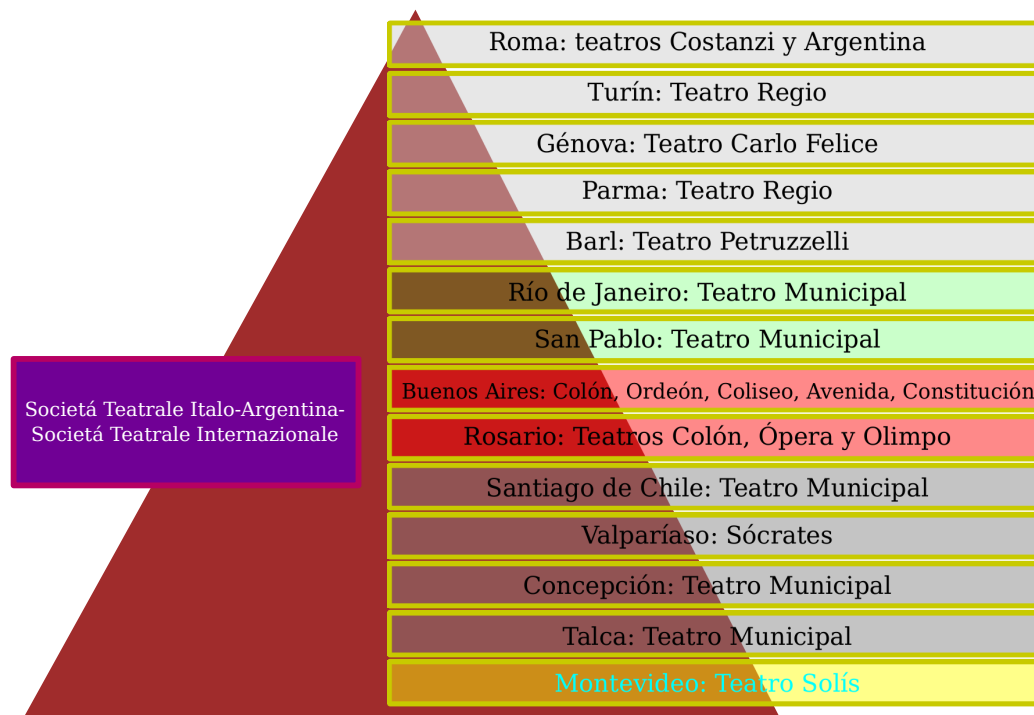 Roma: teatros Costanzi y Argentina
Turín: Teatro Regio
Génova: Teatro Carlo Felice
Parma: Teatro Regio
Barl: Teatro Petruzzelli
Río de Janeiro: Teatro Municipal
San Pablo: Teatro Municipal
Buenos Aires: Colón, Ordeón, Coliseo, Avenida, Constitución
Rosario: Teatros Colón, Ópera y Olimpo
Santiago de Chile: Teatro Municipal
Valparíaso: Sócrates
Concepción: Teatro Municipal
Talca: Teatro Municipal
Montevideo: Teatro Solís
Societá Teatrale Italo-Argentina-
Societá Teatrale Internazionale